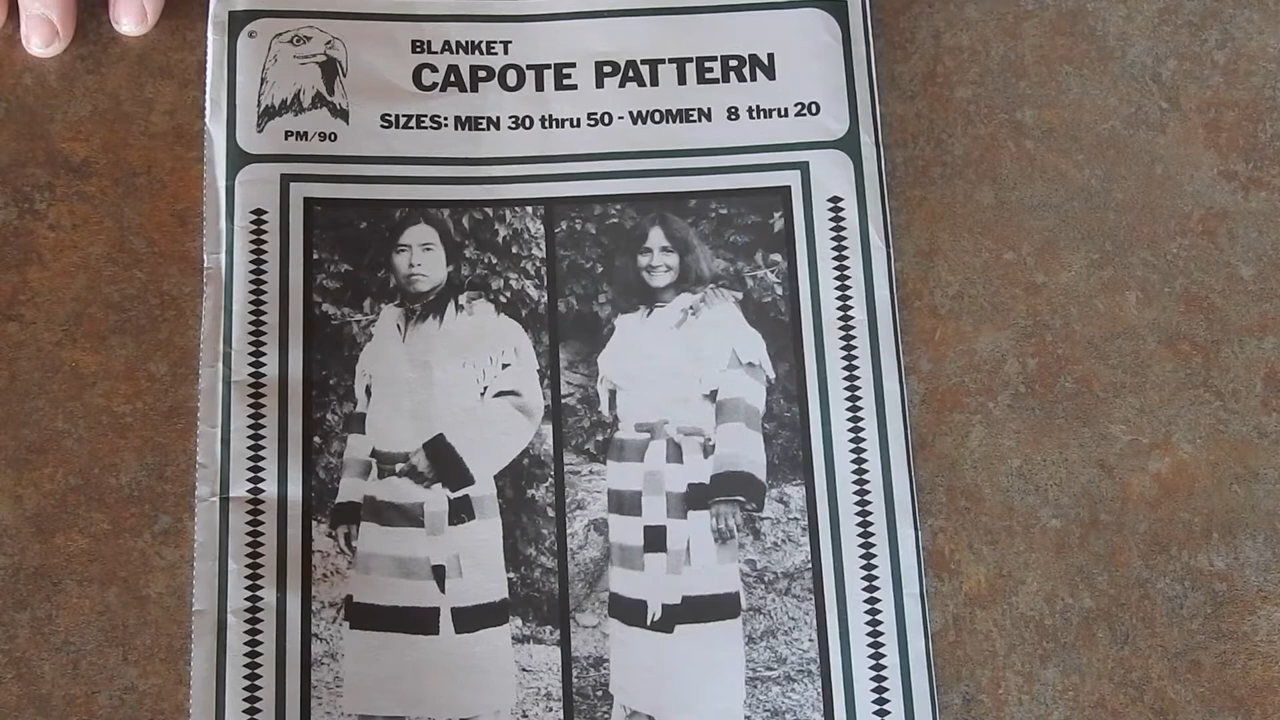 ©
BLANKET
CAPOTE PATTERN
SIZES: MEN 30 thru 50 - WOMEN 8 thru 20
PM/90